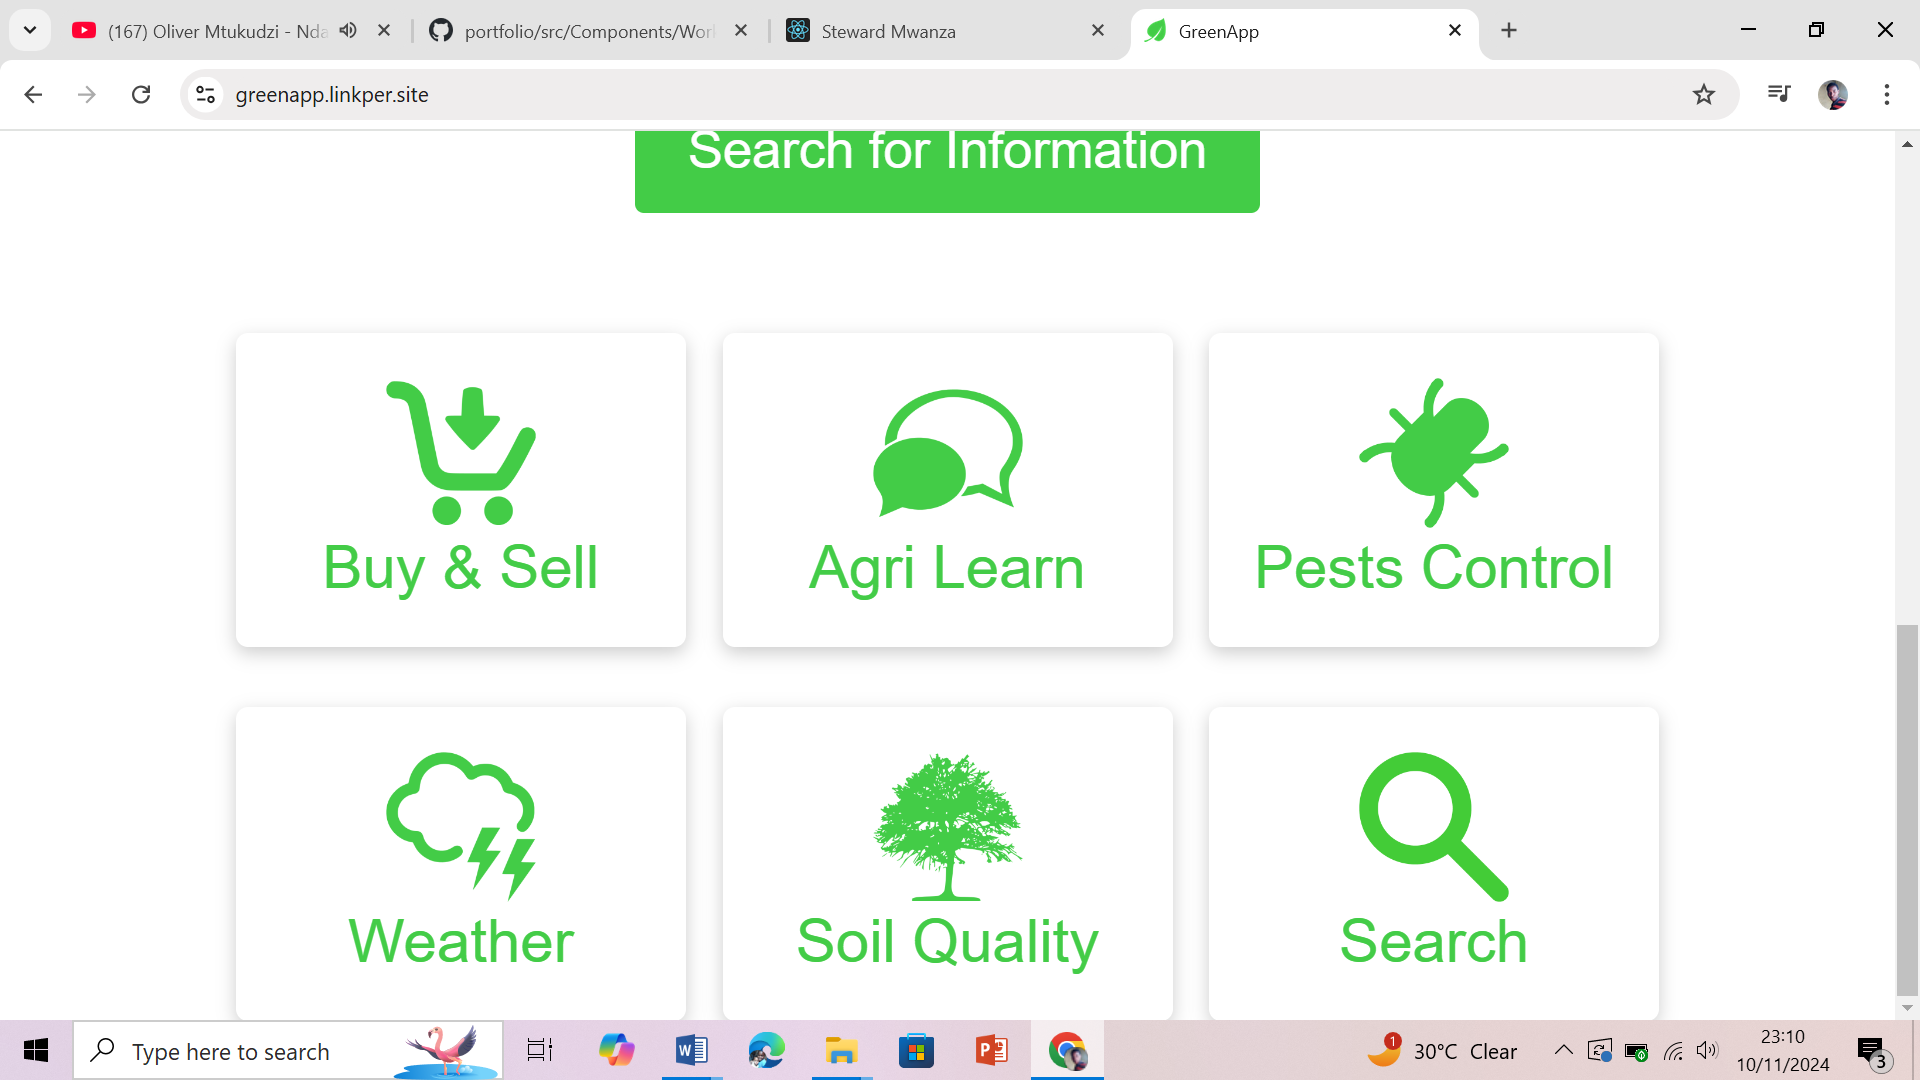 (167) Oliver Mtukudzi - Nda
portfolio/src/Components/Wor
Steward Mwanza
GreenApp
greenapp.linkper.site
Search for Information
Buy & Sell
Agri Learn
Pests Control
Weather
Soil Quality
Search
Type here to search
1
30°C Clear
23:10
10/11/2024
3